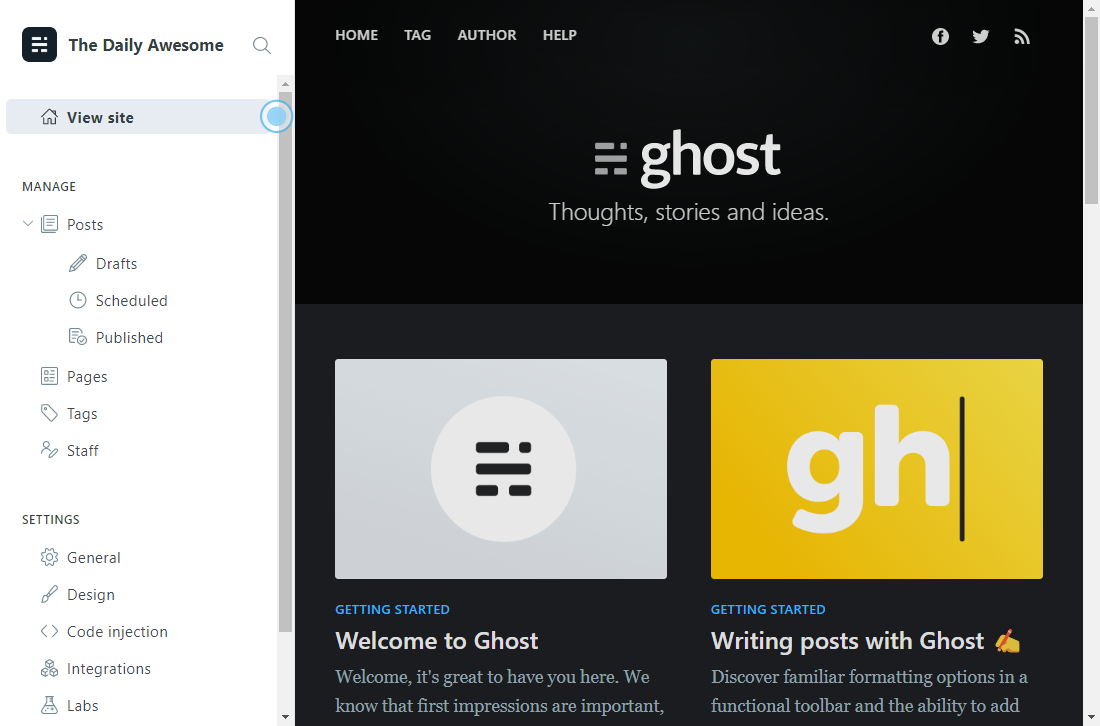 The Daily Awesome
View site
MANAGE
Posts
Drafts
Scheduled
Published
Pages
Tags
Staff
SETTINGS
General
Design
Code injection
Integrations
Labs
HOME TAG AUTHOR HELP
ghost
Thoughts, stories and ideas.
GETTING STARTED
Welcome to Ghost
Welcome, it's great to have you here. We
know that first impressions are important,
gh
GETTING STARTED
Writing posts with Ghost ✍️
Discover familiar formatting options in a
functional toolbar and the ability to add